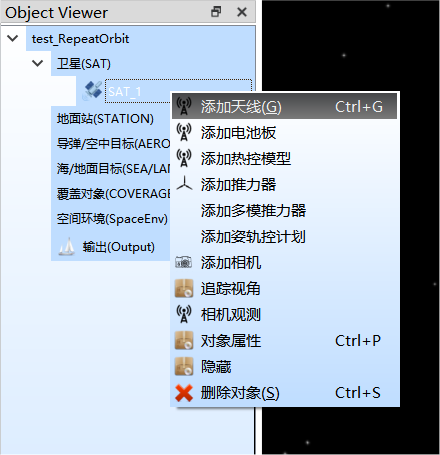 Object Viewer
test_RepeatOrbit
卫星(SAT)
SAT_1
添加天线(G) Ctrl+G
添加电池板
地面站(STATION)
添加热控模型
导弹/空中目标(AERO
海/地面目标(SEA/LAN
添加推力器
覆盖对象(COVERAGE
添加多模推力器
空间环境(SpaceEnv)
添加姿轨控计划
输出(Output)
添加相机
追踪视角
相机观测
对象属性 Ctrl+P
隐藏
删除对象(S) Ctrl+S